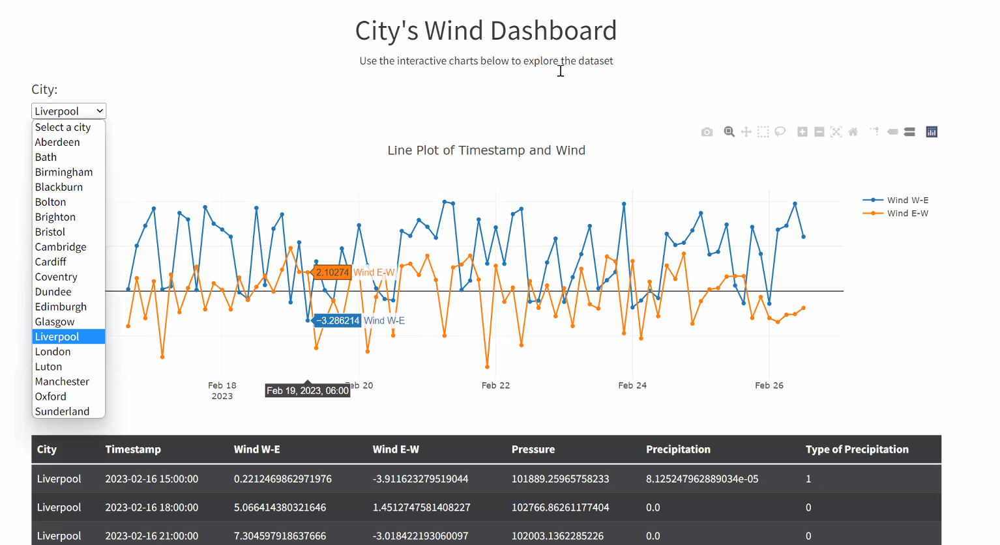 City's Wind Dashboard
Use the interactive charts below to explore the dataset
City:
Liverpool
Select a city
Aberdeen
Bath
Birmingham
Blackburn
Bolton
Brighton
Bristol
Cambridge
Cardiff
Coventry
Dundee
Edimburgh
Glasgow
Liverpool
London
Luton
Manchester
Oxford
Sunderland
Line Plot of Timestamp and Wind
Wind W-E
Wind E-W
2.10274 Wind E-W
−3.286214 Wind W-E
Feb 18
2023
Feb 19, 2023, 06:00
Feb 20
Feb 22
Feb 24
Feb 26
City Timestamp Wind W-E Wind E-W Pressure Precipitation Type of Precipitation
Liverpool 2023-02-16 15:00:00 0.2212469862971976 -3.911623279519044 101889.25965758233 8.125247962889034e-05 1
Liverpool 2023-02-16 18:00:00 5.066414380321646 1.4512747581408227 102766.86261177404 0.0 0
Liverpool 2023-02-16 21:00:00 7.304597918637666 -3.018422193060097 102003.1362285226 0.0 0